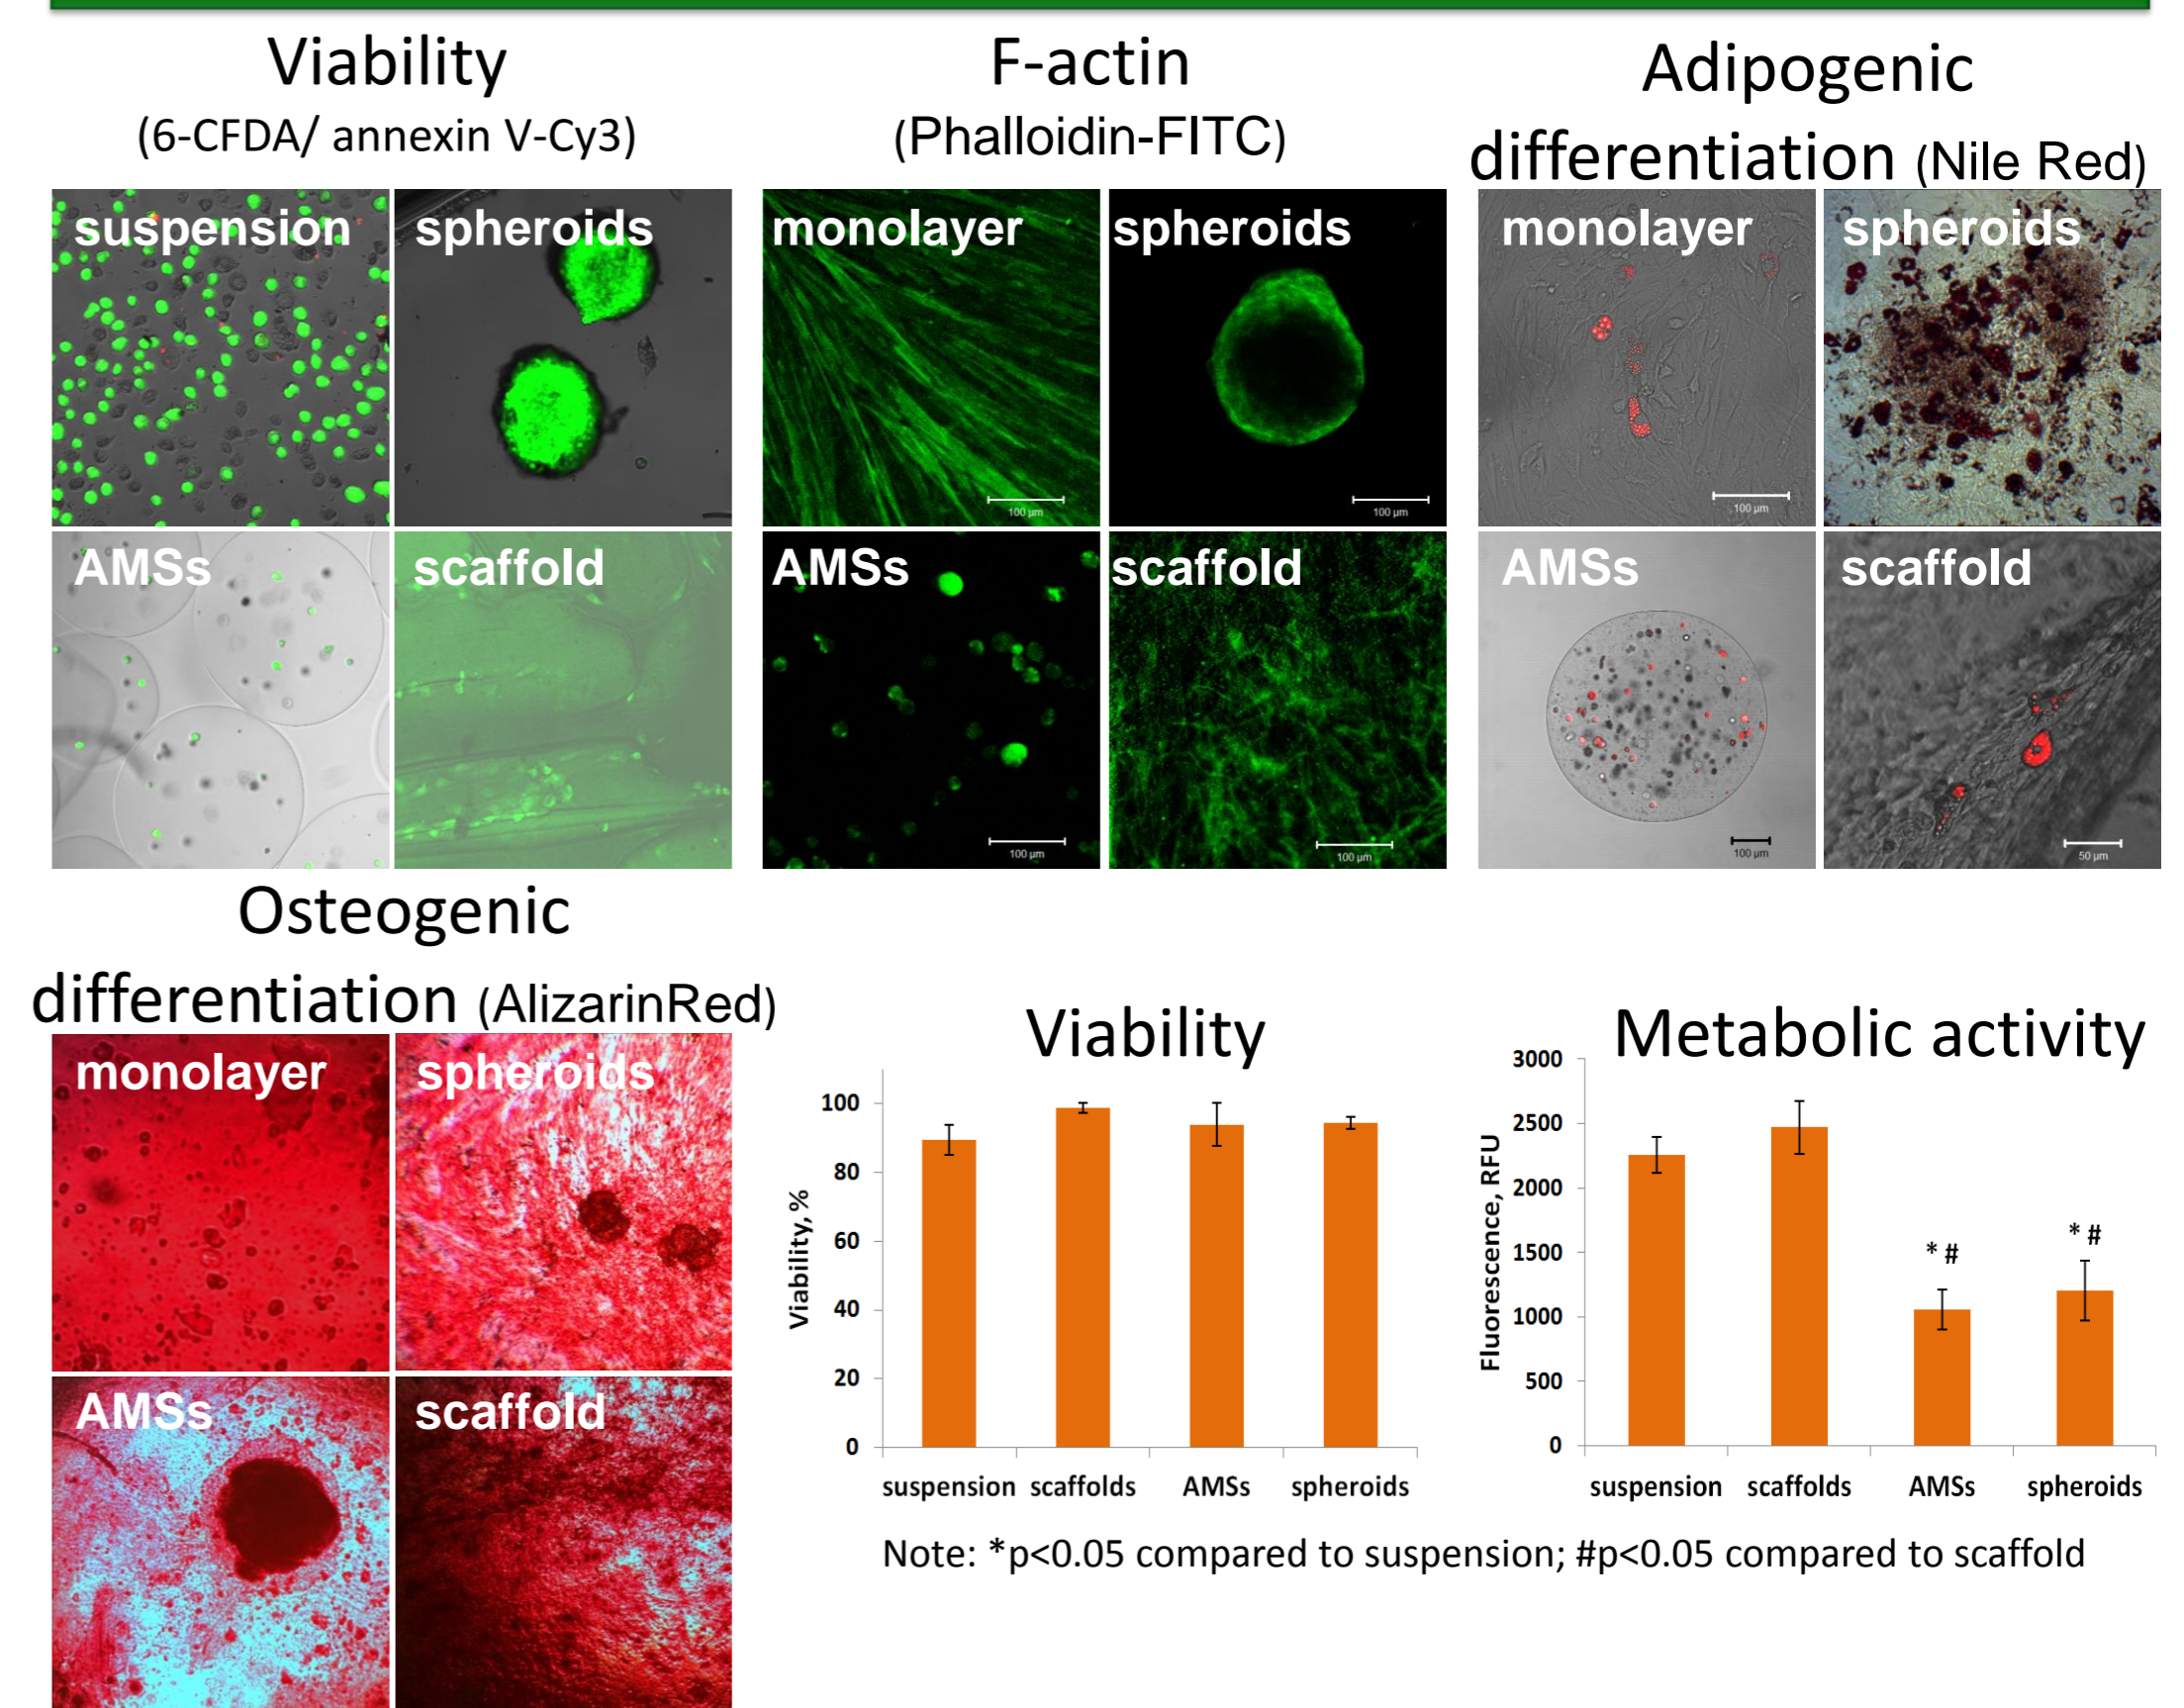 Viability
(6-CFDA/ annexin V-Cy3)
suspension
spheroids
AMSs
scaffold
F-actin
(Phalloidin-FITC)
monolayer
100 µm
spheroids
100 µm
AMSs
100 µm
scaffold
100 µm
Adipogenic
differentiation (Nile Red)
monolayer
100 µm
spheroids
AMSs
100 µm
scaffold
50 µm
Osteogenic
differentiation (AlizarinRed)
monolayer
spheroids
AMSs
scaffold
Viability
Viability, %
100
80
60
40
20
0
suspension scaffolds AMSs spheroids
Metabolic activity
Fluorescence, RFU
3000
2500
2000
1500
1000
500
0
* #
* #
suspension scaffolds AMSs spheroids
Note: *p<0.05 compared to suspension; #p<0.05 compared to scaffold